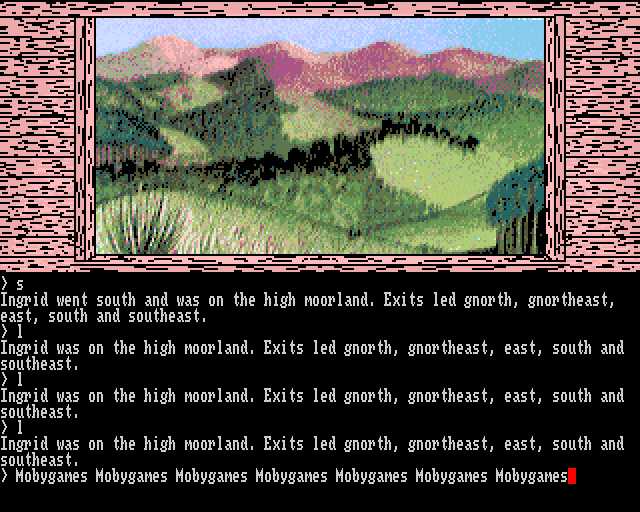 > s
Ingrid went south and was on the high moorland. Exits led gnorth, gnortheast,
east, south and southeast.
> l
Ingrid was on the high moorland. Exits led gnorth, gnortheast, east, south and
southeast.
> l
Ingrid was on the high moorland. Exits led gnorth, gnortheast, east, south and
southeast.
> l
Ingrid was on the high moorland. Exits led gnorth, gnortheast, east, south and
southeast.
> Mobygames Mobygames Mobygames Mobygames Mobygames Mobygames Mobygames